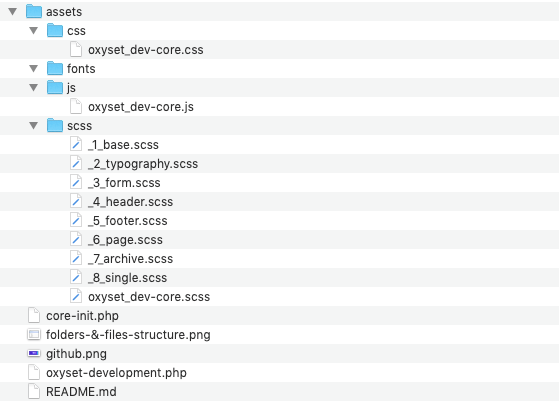 assets
css
oxyset_dev-core.css
fonts
js
oxyset_dev-core.js
scss
_1_base.scss
_2_typography.scss
_3_form.scss
_4_header.scss
_5_footer.scss
_6_page.scss
_7_archive.scss
_8_single.scss
oxyset_dev-core.scss
core-init.php
folders-&-files-structure.png
github.png
oxyset-development.php
README.md